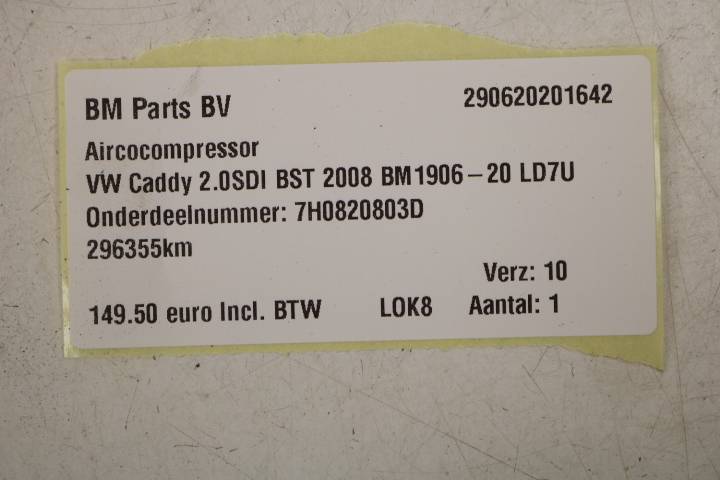 BM Parts BV 290620201642
Aircocompressor
VW Caddy 2.0SDI BST 2008 BM1906-20 LD7U
Onderdeelnummer: 7H0820803D
296355km
Verz: 10
149.50 euro Incl. BTW LOK8 Aantal: 1